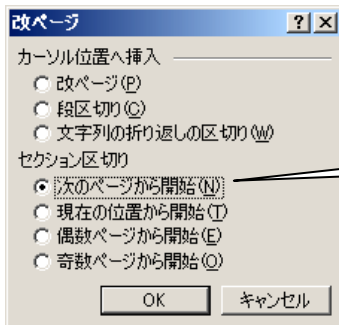 改ページ
カーソル位置へ挿入
改ページ(P)
段区切り(C)
文字列の折り返しの区切り(W)
セクション区切り
次のページから開始(N)
現在の位置から開始(T)
偶数ページから開始(E)
奇数ページから開始(O)
OK キャンセル